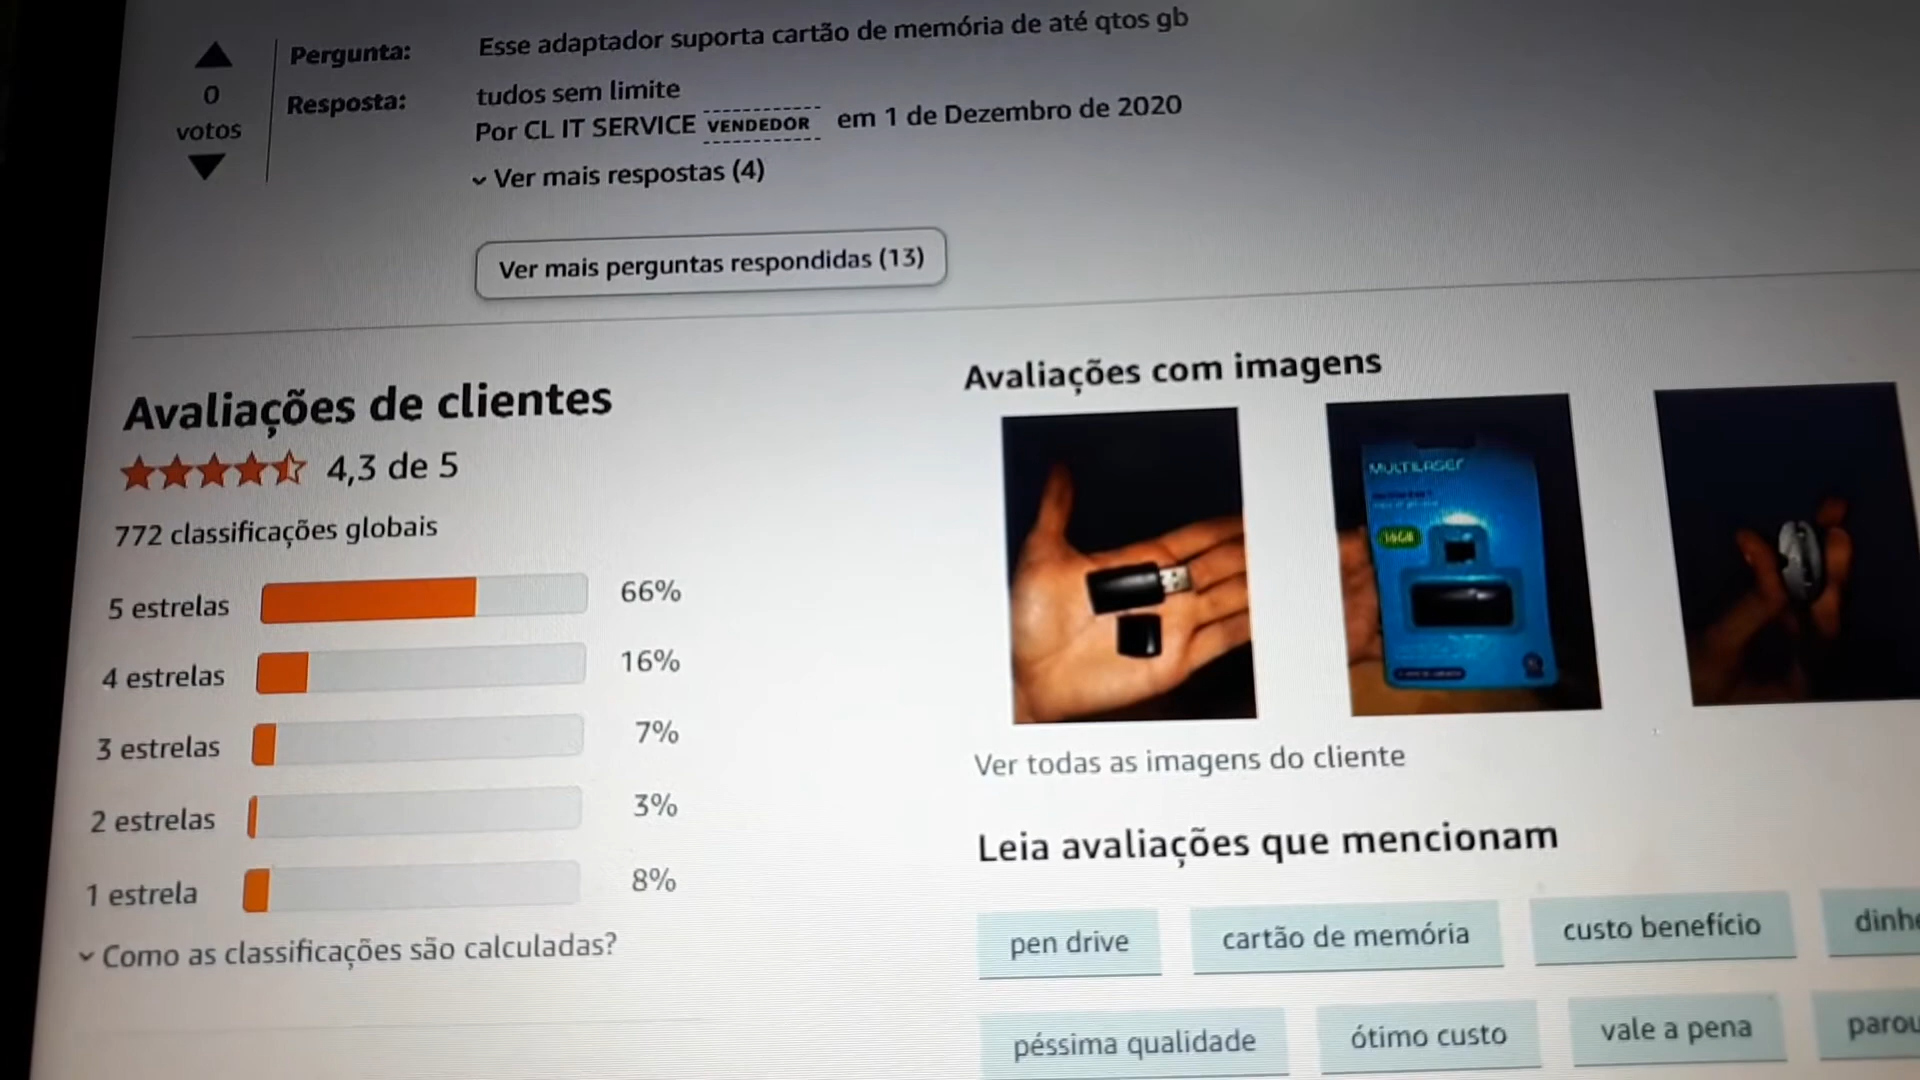 0
votos
Pergunta: Esse adaptador suporta cartão de memória de até qtos gb
Resposta: tudos sem limite
Por CL IT SERVICE VENDEDOR em 1 de Dezembro de 2020
Ver mais respostas (4)
Ver mais perguntas respondidas (13)
Avaliações de clientes
4,3 de 5
772 classificações globais
5 estrelas 66%
4 estrelas 16%
3 estrelas 7%
2 estrelas 3%
1 estrela 8%
Como as classificações são calculadas?
Avaliações com imagens
MULTILASER
16GB
Ver todas as imagens do cliente
Leia avaliações que mencionam
pen drive cartão de memória custo benefício dinhe
péssima qualidade ótimo custo vale a pena parou